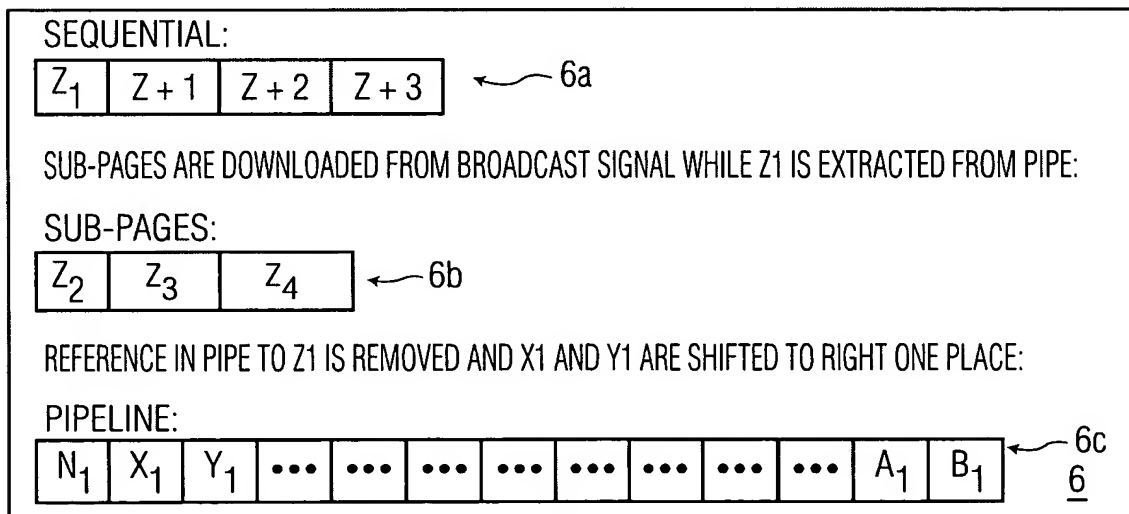 SEQUENTIAL:
Z1 Z + 1 Z + 2 Z + 3 6a
SUB-PAGES ARE DOWNLOADED FROM BROADCAST SIGNAL WHILE Z1 IS EXTRACTED FROM PIPE:
SUB-PAGES:
Z2 Z3 Z4 6b
REFERENCE IN PIPE TO Z1 IS REMOVED AND X1 AND Y1 ARE SHIFTED TO RIGHT ONE PLACE:
PIPELINE:
N1 X1 Y1 ••• ••• ••• ••• ••• ••• ••• ••• A1 B1 6c
6